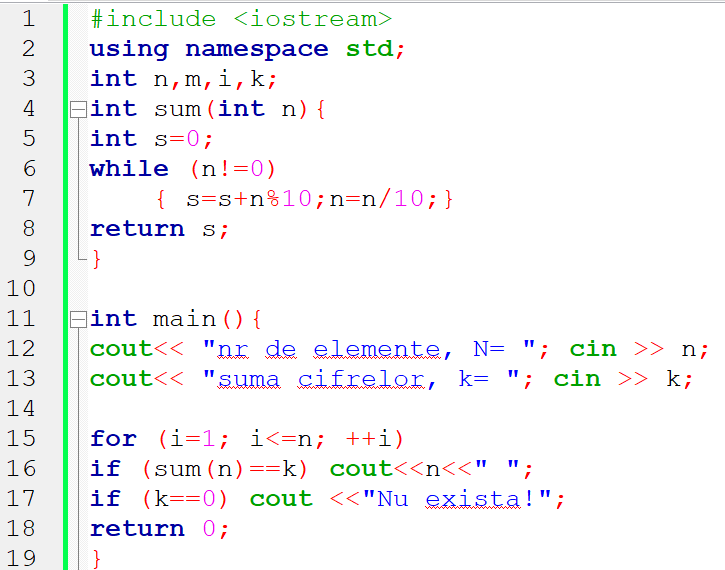 1 #include <iostream>
2 using namespace std;
3 int n,m,i,k;
4 int sum(int n){
5 int s=0;
6 while (n!=0)
7 { s=s+n%10;n=n/10;}
8 return s;
9 }
10
11 int main(){
12 cout<< "nr de elemente, N= "; cin >> n;
13 cout<< "suma cifrelor, k= "; cin >> k;
14
15 for (i=1; i<=n; ++i)
16 if (sum(n)==k) cout<<n<<" ";
17 if (k==0) cout <<"Nu exista!";
18 return 0;
19 }